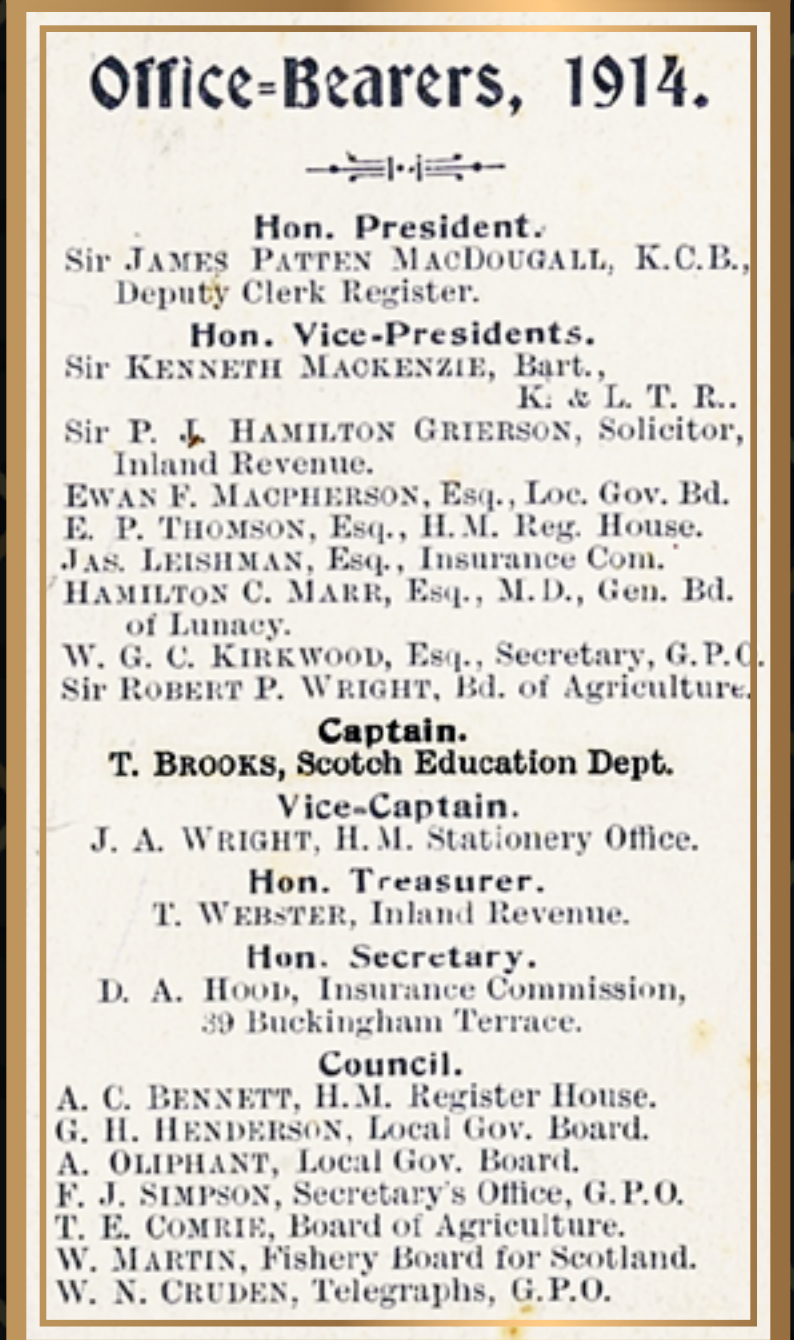 Office=Bearers, 1914.
Hon. President.
Sir JAMES PATTEN MACDOUGALL, K.C.B.,
Deputy Clerk Register.
Hon. Vice-Presidents.
Sir KENNETH MACKENZIE, Bart.,
K. & L. T. R..
Sir P. J. HAMILTON GRIERSON, Solicitor,
Inland Revenue.
EWAN F. MACPHERSON, Esq., Loc. Gov. Bd.
E. P. THOMSON, Esq., H.M. Reg. House.
JAS. LEISHMAN, Esq., Insurance Com.
HAMILTON C. MARR, Esq., M.D., Gen. Bd.
of Lunacy.
W. G. C. KIRKWOOD, Esq., Secretary, G.P.O.
Sir ROBERT P. WRIGHT, Bd. of Agriculture.
Captain.
T. BROOKS, Scotch Education Dept.
Vice-Captain.
J. A. WRIGHT, H.M. Stationery Office.
Hon. Treasurer.
T. WEBSTER, Inland Revenue.
Hon. Secretary.
D. A. HOOD, Insurance Commission,
39 Buckingham Terrace.
Council.
A. C. BENNETT, H.M. Register House.
G. H. HENDERSON, Local Gov. Board.
A. OLIPHANT, Local Gov. Board.
F. J. SIMPSON, Secretary's Office, G.P.O.
T. E. COMRIE, Board of Agriculture.
W. MARTIN, Fishery Board for Scotland.
W. N. CRUDEN, Telegraphs, G.P.O.